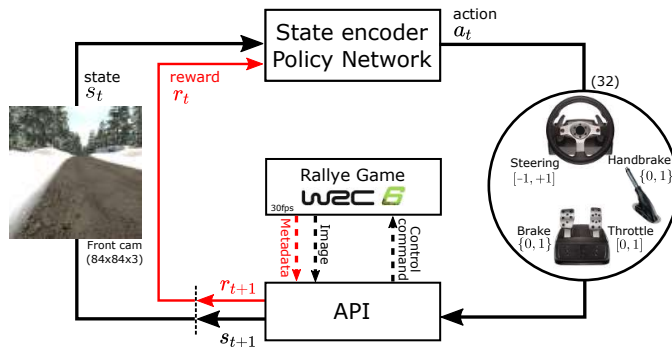 State encoder
Policy Network
action
a_t
state
s_t
reward
r_t
(32)
Steering
[-1, +1]
Handbrake
{0, 1}
Brake
{0, 1}
Throttle
[0, 1]
Rallye Game
WRC 6
30fps
Metadata
Image
Control
command
Front cam
(84x84x3)
r_{t+1}
s_{t+1}
API